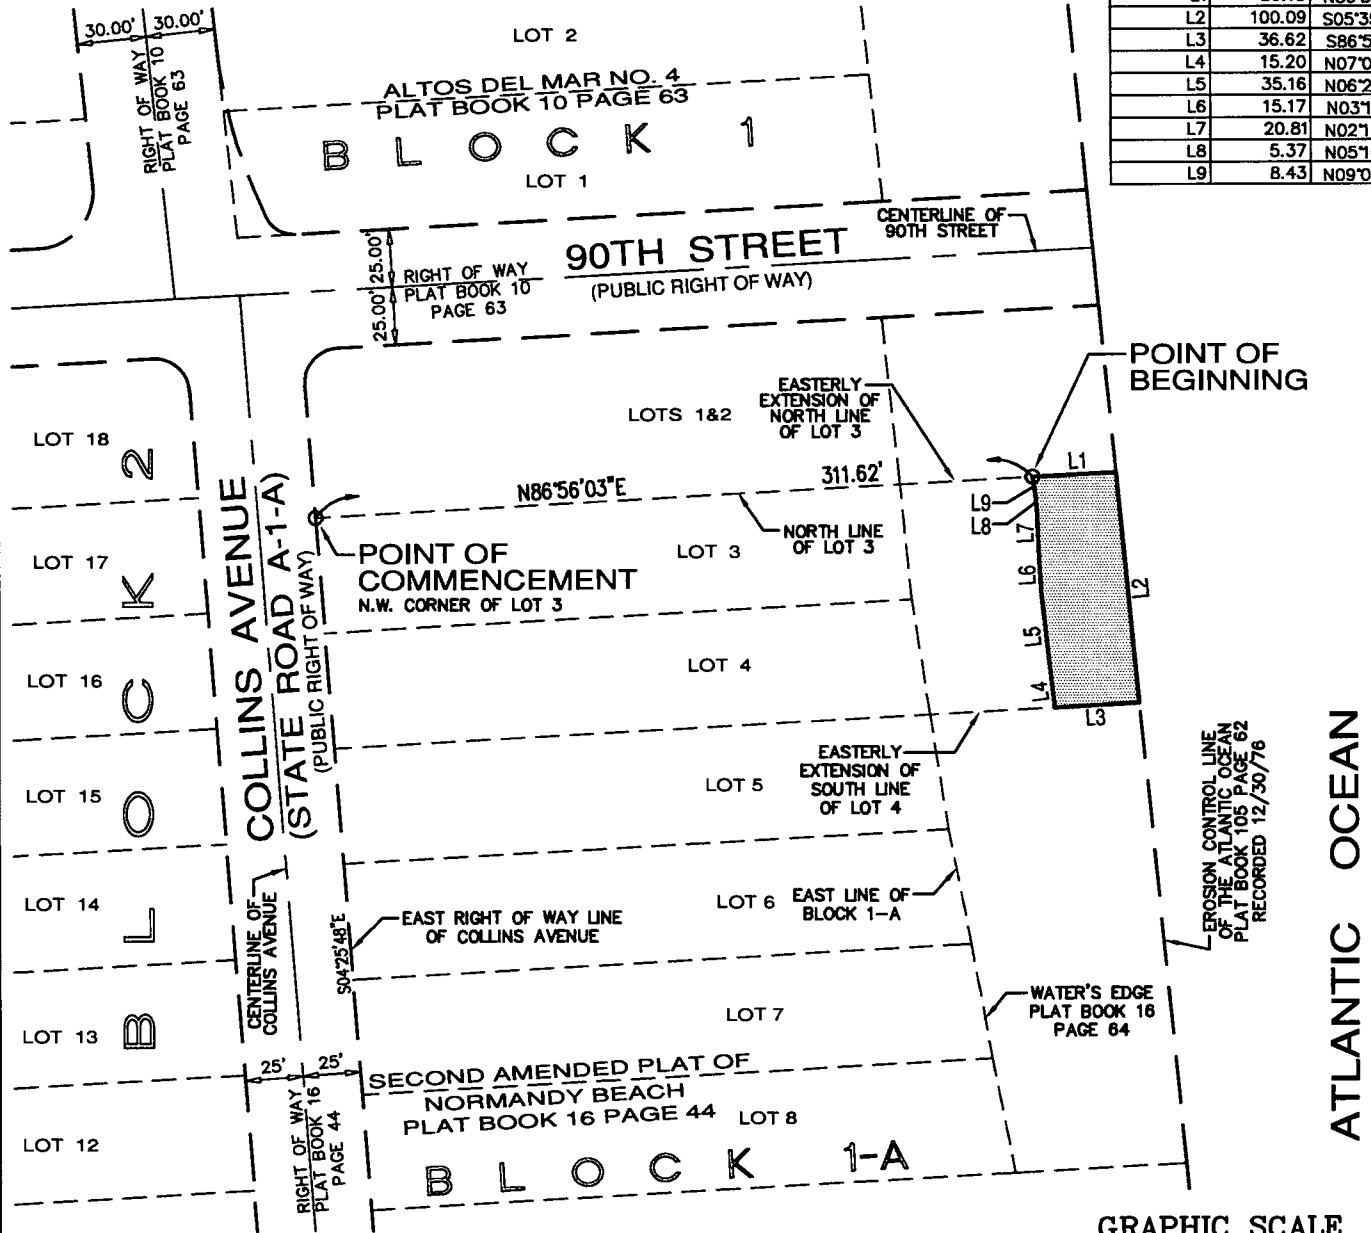 30.00' 30.00'
RIGHT OF WAY
PLAT BOOK 10
PAGE 63
LOT 2
ALTOS DEL MAR NO. 4
PLAT BOOK 10 PAGE 63
BLOCK 1
LOT 1
L2 100.09
L3 36.62
L4 15.20
L5 35.16
L6 15.17
L7 20.81
L8 5.37
L9 8.43
CENTERLINE OF
90TH STREET
90TH STREET
(PUBLIC RIGHT OF WAY)
25.00' 25.00'
RIGHT OF WAY
PLAT BOOK 10
PAGE 63
POINT OF
BEGINNING
EASTERLY
EXTENSION OF
NORTH LINE
OF LOT 3
LOTS 1&2
N86°56'03"E
311.62'
L1
L9
L8
L7
L6
L5
L4
L3
L2
NORTH LINE
OF LOT 3
POINT OF
COMMENCEMENT
N.W. CORNER OF LOT 3
LOT 3
LOT 4
EASTERLY
EXTENSION OF
SOUTH LINE
OF LOT 4
LOT 5
LOT 6
EAST LINE OF
BLOCK 1-A
EAST RIGHT OF WAY LINE
OF COLLINS AVENUE
S04°25'48"E
LOT 7
WATER'S EDGE
PLAT BOOK 16
PAGE 64
SECOND AMENDED PLAT OF
NORMANDY BEACH
PLAT BOOK 16 PAGE 44
LOT 8
BLOCK 1-A
LOT 18
LOT 17
LOT 16
LOT 15
LOT 14
LOT 13
LOT 12
BLOCK 2
COLLINS AVENUE
(STATE ROAD A-1-A)
(PUBLIC RIGHT OF WAY)
CENTERLINE OF
COLLINS AVENUE
25' 25'
RIGHT OF WAY
PLAT BOOK 16
PAGE 44
EROSION CONTROL LINE
OF THE ATLANTIC OCEAN
PLAT BOOK 105 PAGE 62
RECORDED 12/30/76
ATLANTIC OCEAN
GRAPHIC SCALE